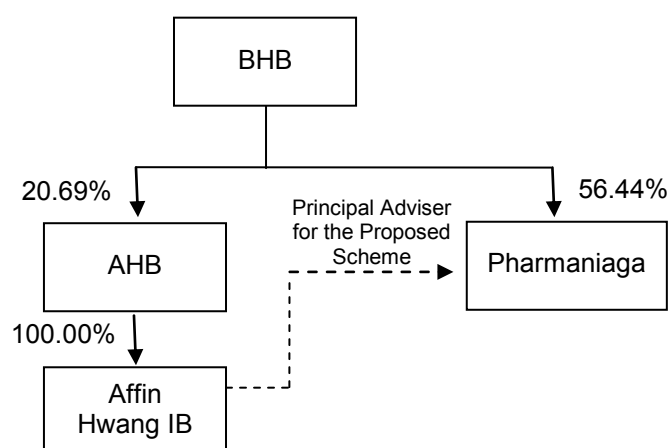 BHB
20.69%
56.44%
Principal Adviser
for the Proposed
Scheme
AHB
Pharmaniaga
100.00%
Affin
Hwang IB